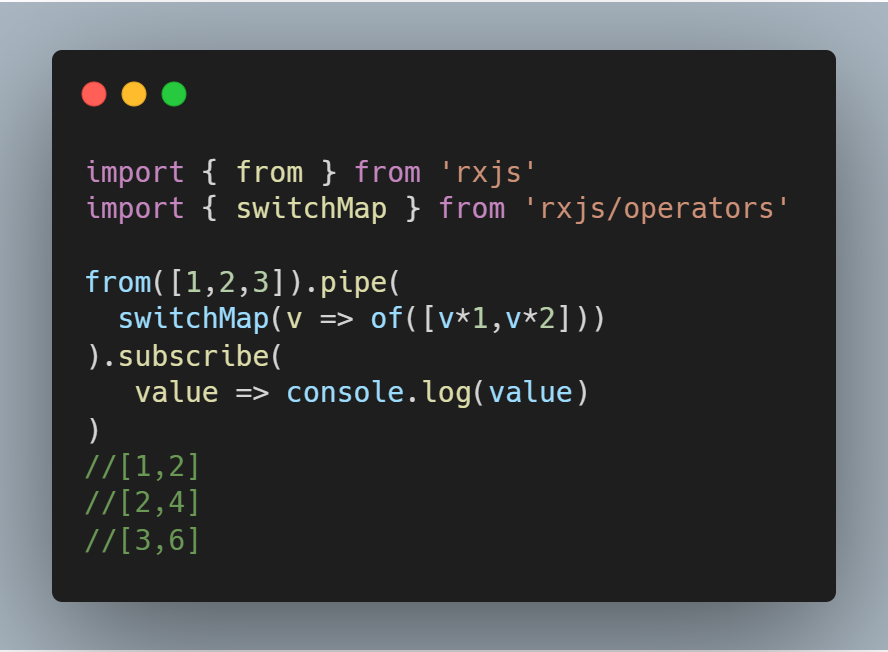 import { from } from 'rxjs'
import { switchMap } from 'rxjs/operators'

from([1,2,3]).pipe(
  switchMap(v => of([v*1,v*2]))
).subscribe(
   value => console.log(value)
)
//[1,2]
//[2,4]
//[3,6]